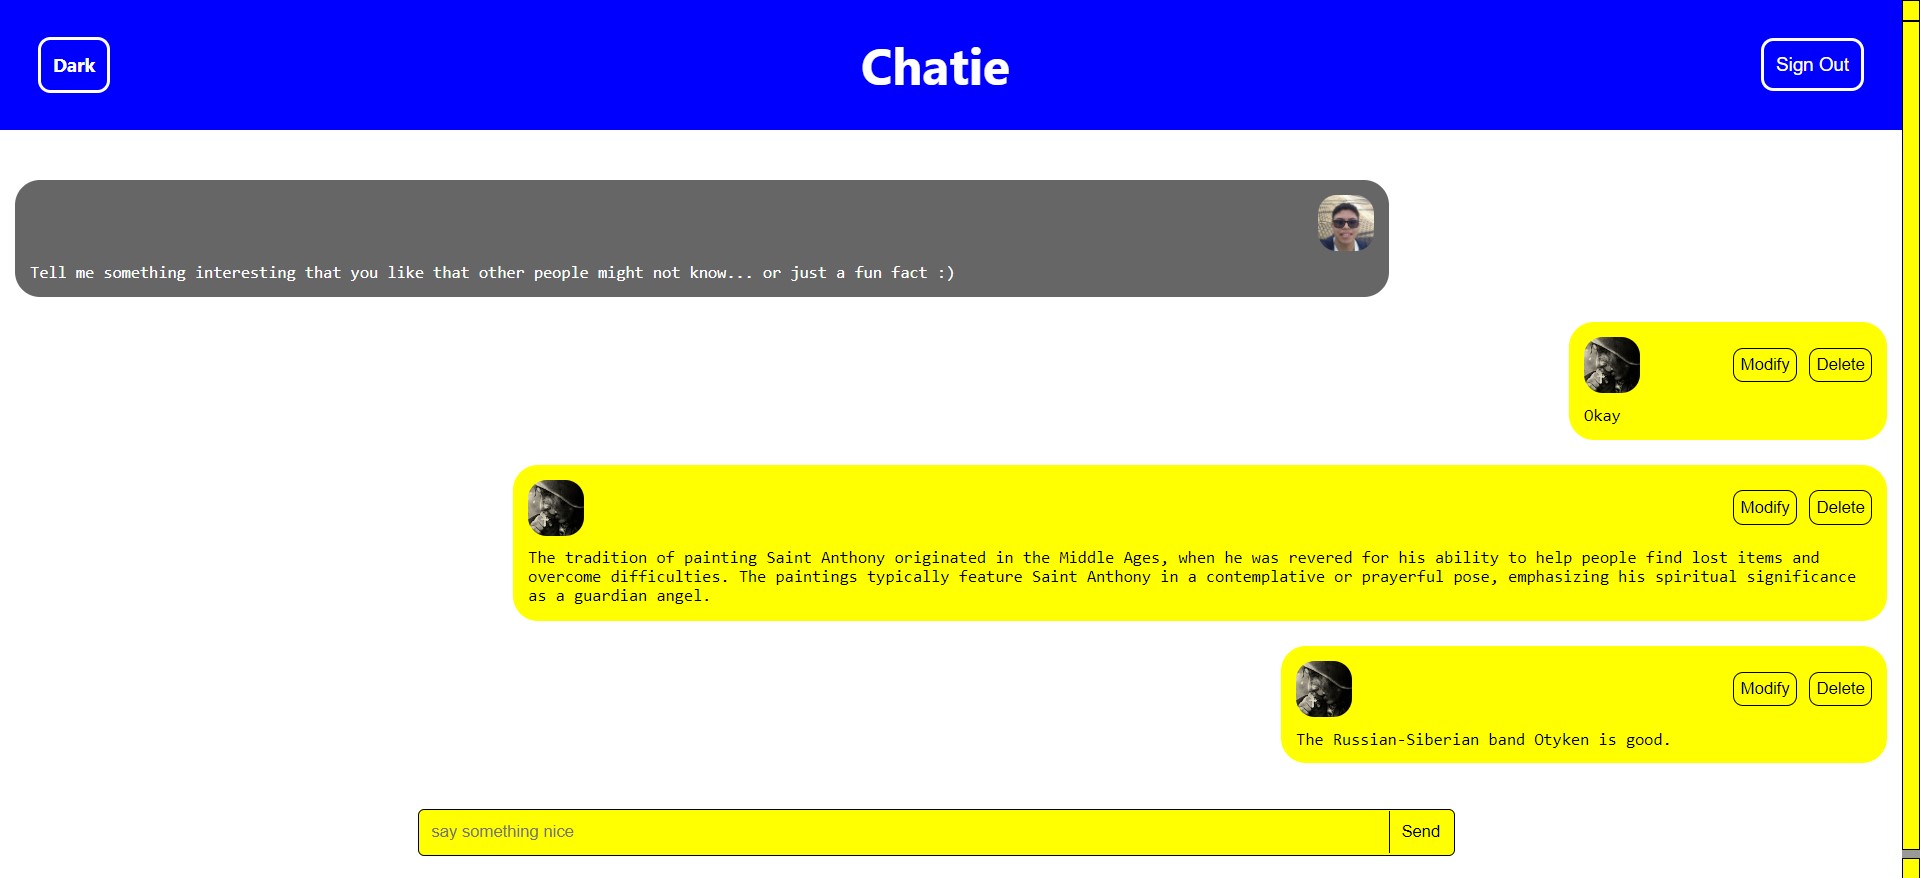 Dark
Chatie
Sign Out
Tell me something interesting that you like that other people might not know... or just a fun fact :)
Modify
Delete
Okay
Modify
Delete
The tradition of painting Saint Anthony originated in the Middle Ages, when he was revered for his ability to help people find lost items and
overcome difficulties. The paintings typically feature Saint Anthony in a contemplative or prayerful pose, emphasizing his spiritual significance
as a guardian angel.
Modify
Delete
The Russian-Siberian band Otyken is good.
say something nice
Send